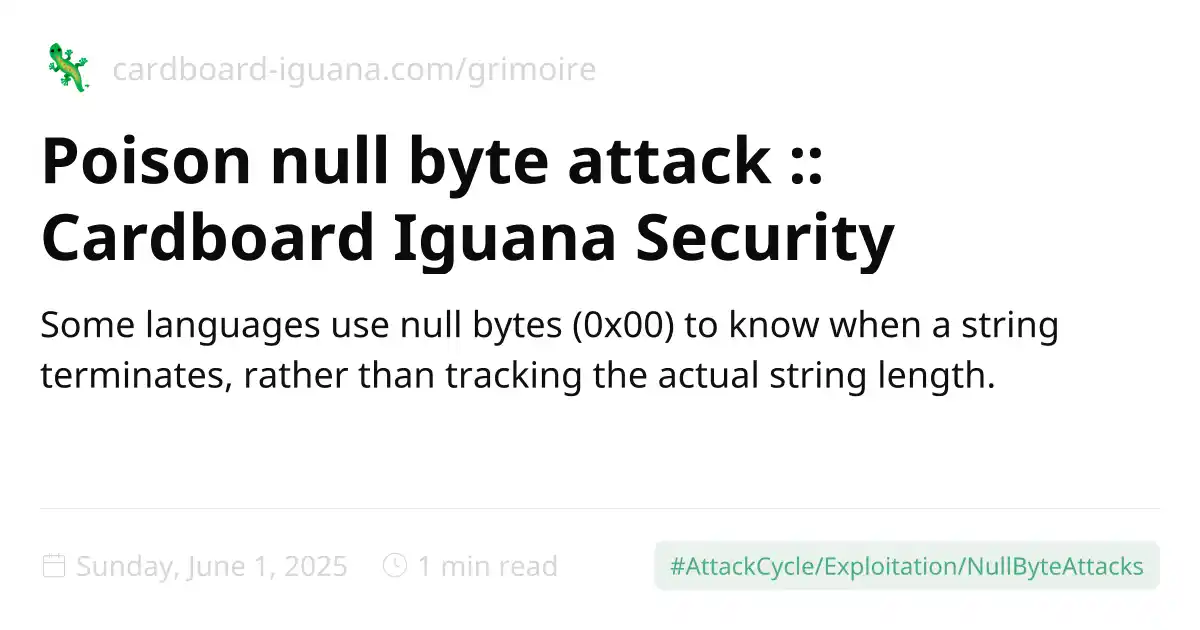 cardboard-iguana.com/grimoire
Poison null byte attack ::
Cardboard Iguana Security
Some languages use null bytes (0x00) to know when a string
terminates, rather than tracking the actual string length.
Sunday, June 1, 2025 1 min read #AttackCycle/Exploitation/NullByteAttacks